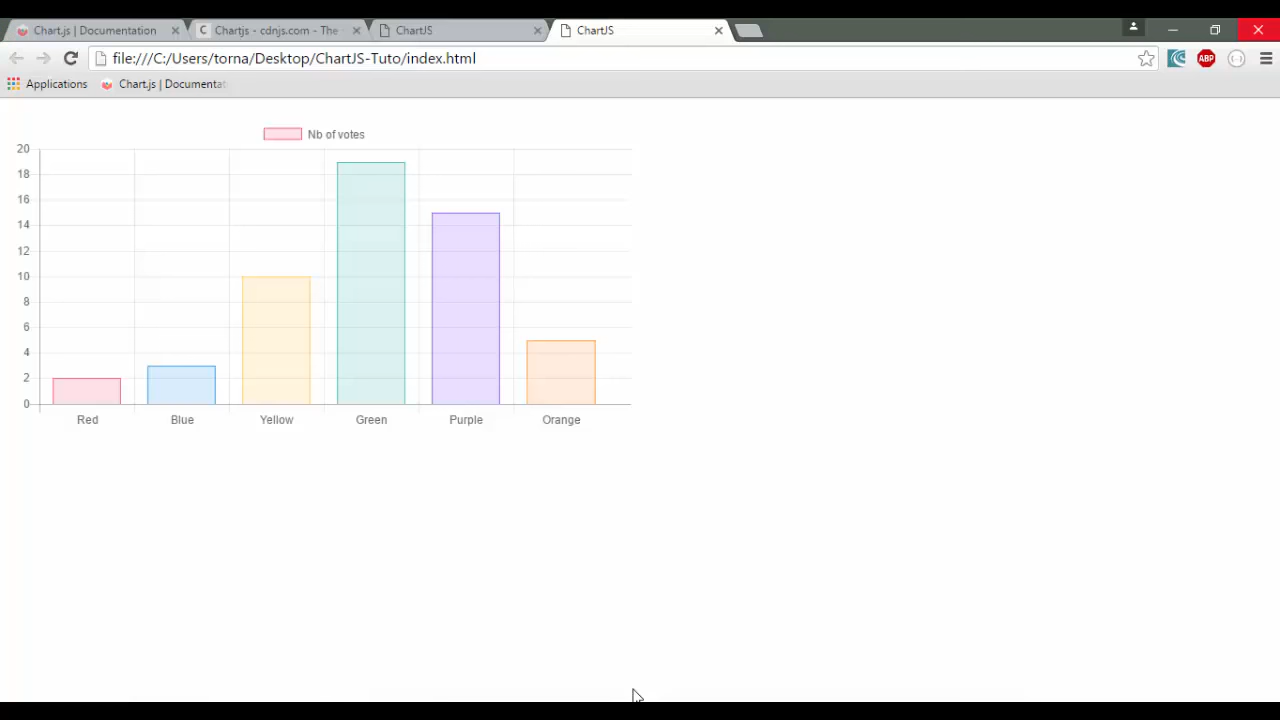 Chart.js | Documentation
Chartjs - cdnjs.com - The
ChartJS
ChartJS
file:///C:/Users/torna/Desktop/ChartJS-Tuto/index.html
ABP
Applications
Chart.js | Documentat
Nb of votes
20
18
16
14
12
10
8
6
4
2
0
Red Blue Yellow Green Purple Orange